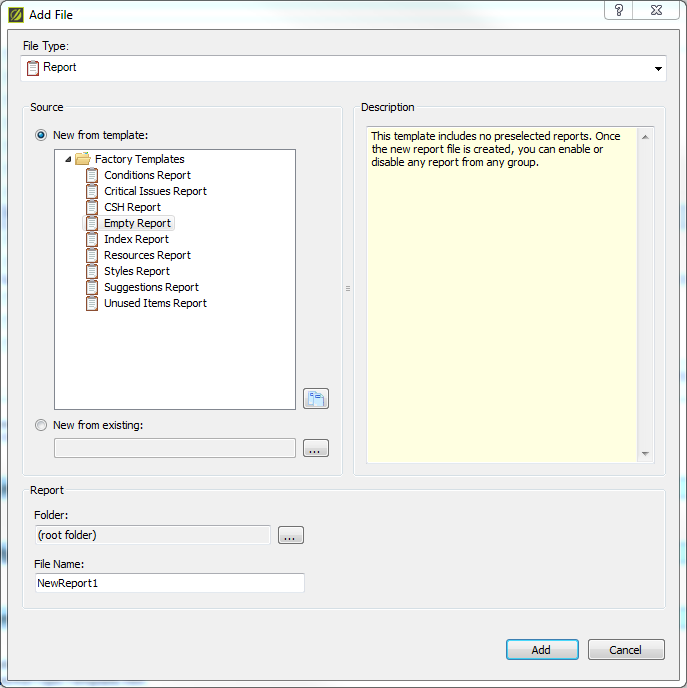 Add File
File Type:
Report
Source
New from template:
Factory Templates
Conditions Report
Critical Issues Report
CSH Report
Empty Report
Index Report
Resources Report
Styles Report
Suggestions Report
Unused Items Report
New from existing:
...
Description
This template includes no preselected reports. Once
the new report file is created, you can enable or
disable any report from any group.
Report
Folder:
(root folder)
...
File Name:
NewReport1
Add
Cancel